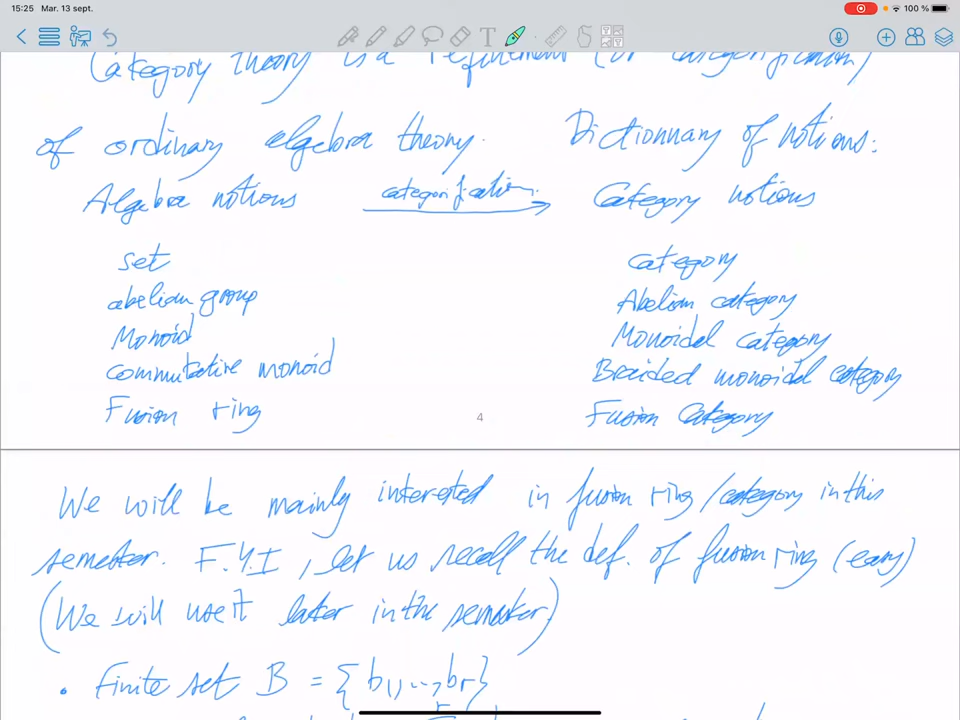 15:25 Mar. 13 sept. 100 %
Category theory is a refinement (or categorification)
of ordinary algebra theory. Dictionnary of notions:
Algebra notions categorification Category notions
set category
abelian group Abelian category
Monoid Monoidal category
commutative monoid Braided monoidal category
Fusion ring Fusion Category
4
We will be mainly interested in fusion ring/category in this
semester. F.Y.I, let us recall the def. of fusion ring (easy)
(We will use it later in the semester)
• Finite set B = {b1,...,br}